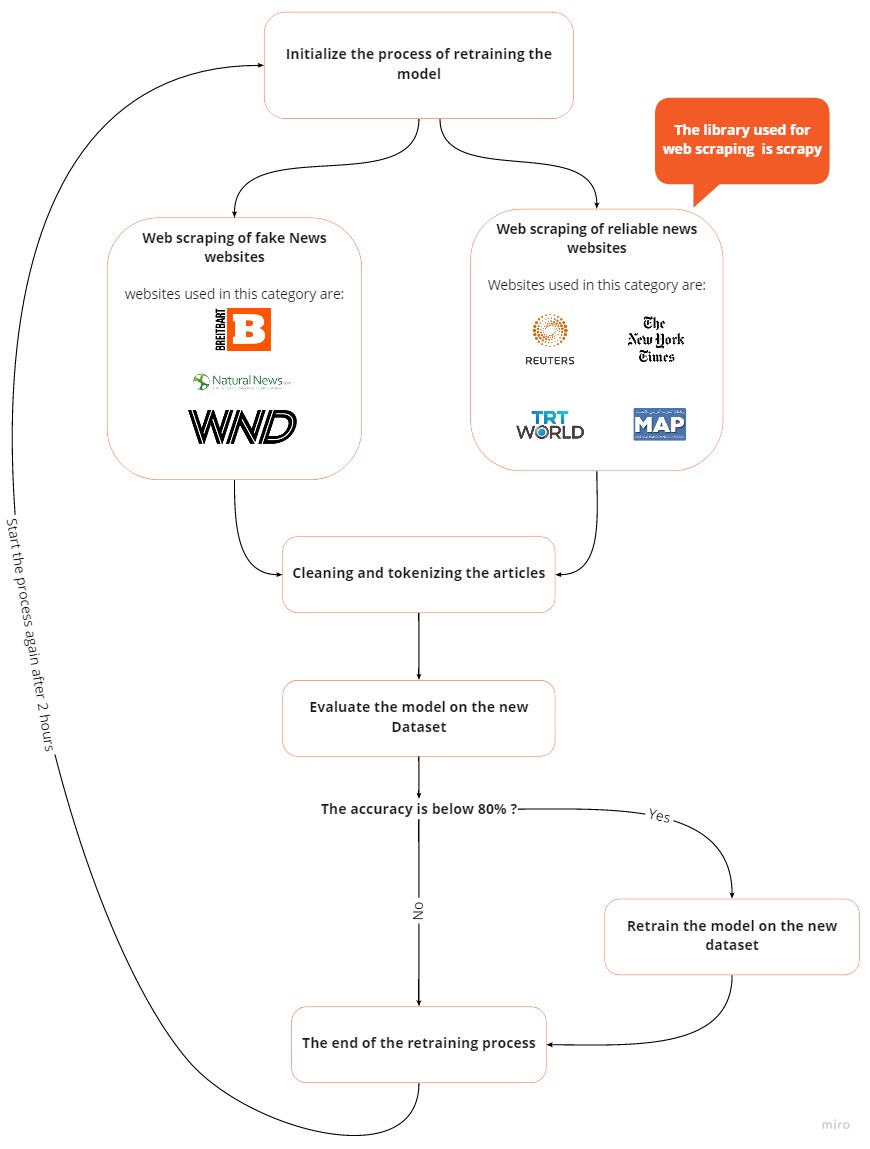 Initialize the process of retraining the
model
The library used for
web scraping is scrapy
Web scraping of fake News
websites
websites used in this category are:
BREITBART
B
NaturalNews.com
WND
Web scraping of reliable news
websites
Websites used in this category are:
REUTERS
The
New York
Times
TRT
WORLD
MAP
Cleaning and tokenizing the articles
Evaluate the model on the new
Dataset
The accuracy is below 80% ?
Yes
No
Retrain the model on the new
dataset
The end of the retraining process
Start the process again after 2 hours
miro